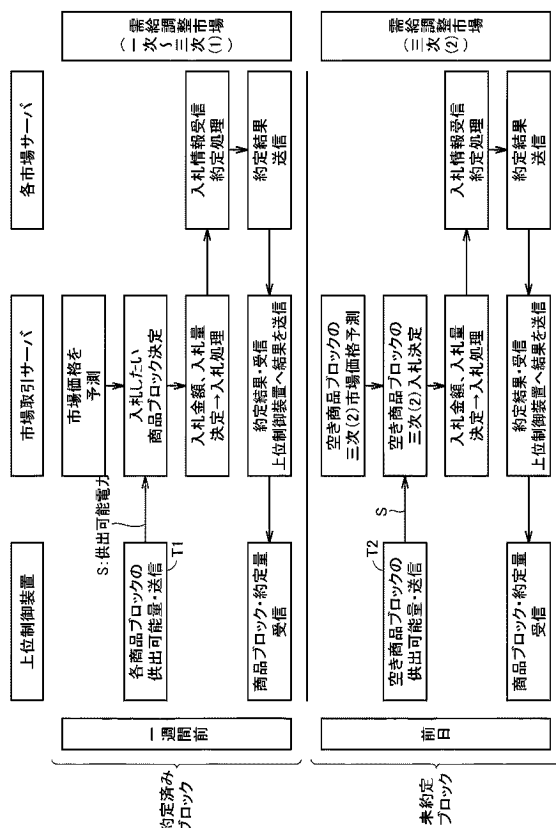 上位制御装置
市場取引サーバ
各市場サーバ
約定済み
ブロック
一週間前
市場価格を
予測
S:供出可能電力
各商品ブロックの
供出可能量・送信
T1
入札したい
商品ブロック決定
入札金額、入札量
決定→入札処理
入札情報受信
約定処理
約定結果
送信
約定結果・受信
上位制御装置へ結果を送信
商品ブロック・約定量
受信
需給調整市場
(一次~三次(1))
未約定
ブロック
前日
空き商品ブロックの
三次(2)市場価格予測
空き商品ブロックの
供出可能量・送信
T2
S
空き商品ブロックの
三次(2)入札決定
入札金額、入札量
決定→入札処理
入札情報受信
約定処理
約定結果
送信
約定結果・受信
上位制御装置へ結果を送信
商品ブロック・約定量
受信
需給調整市場
(三次(2))